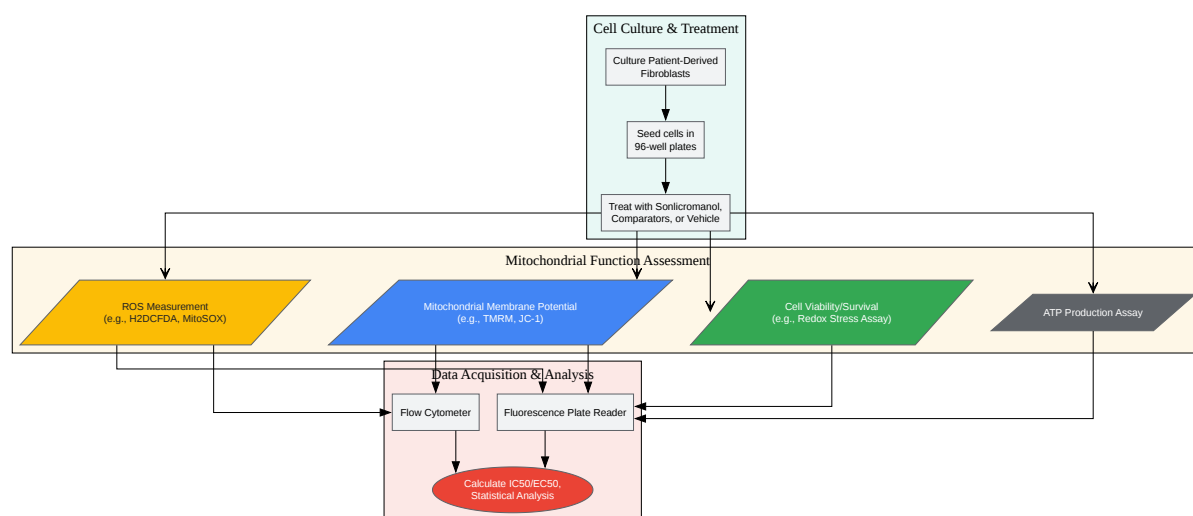 Cell Culture & Treatment
Culture Patient-Derived
Fibroblasts
Seed cells in
96-well plates
Treat with Sonlicromanol,
Comparators, or Vehicle
Mitochondrial Function Assessment
ROS Measurement
(e.g., H2DCFDA, MitoSOX)
Mitochondrial Membrane Potential
(e.g., TMRM, JC-1)
Cell Viability/Survival
(e.g., Redox Stress Assay)
ATP Production Assay
Data Acquisition & Analysis
Flow Cytometer
Fluorescence Plate Reader
Calculate IC50/EC50,
Statistical Analysis